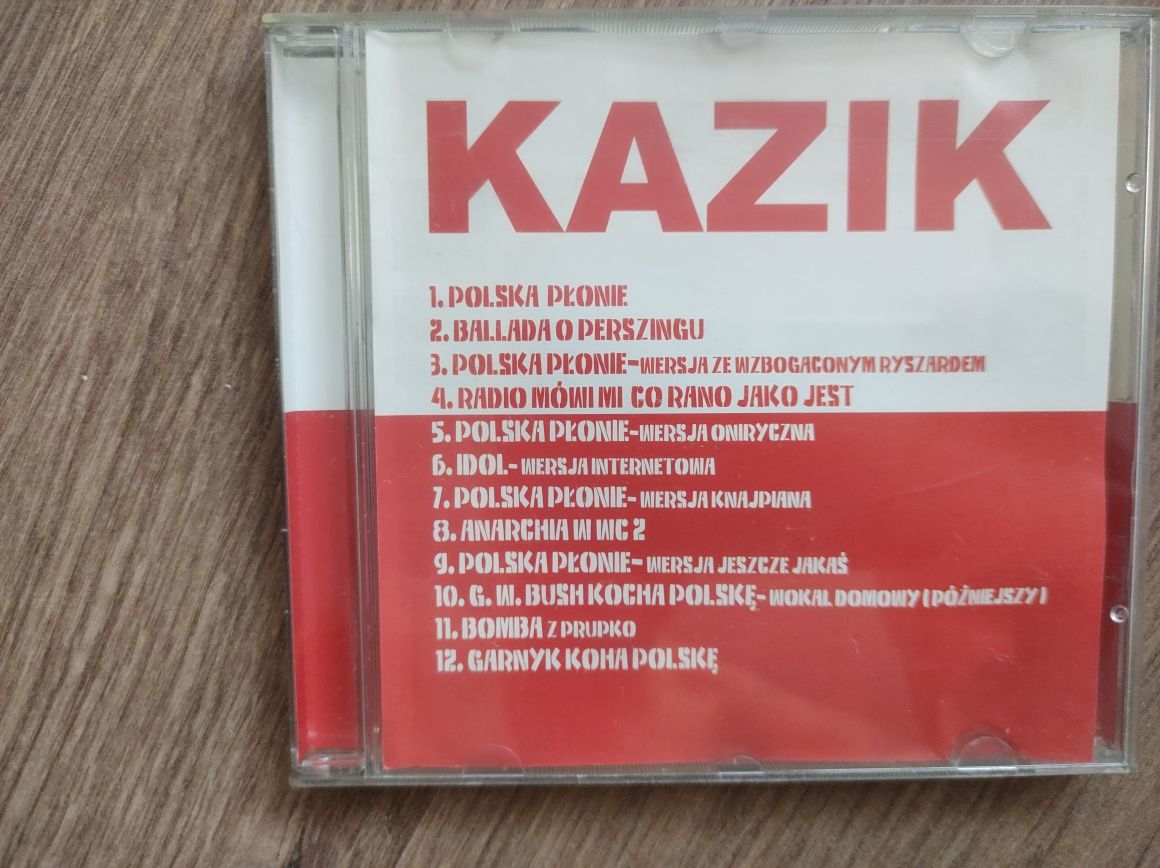 KAZIK
1. POLSKA PŁONIE
2. BALLADA O PERSZINGU
3. POLSKA PŁONIE-WERSJA ZE WZBOGACONYM RYSZARDEM
4. RADIO MÓWI MI CO RANO JAKO JEST
5. POLSKA PŁONIE-WERSJA ONIRYCZNA
6. IDOL- WERSJA INTERNETOWA
7. POLSKA PŁONIE- WERSJA KNAJPIANA
8. ANARCHIA W WC 2
9. POLSKA PŁONIE- WERSJA JESZCZE JAKAŚ
10. G. W. BUSH KOCHA POLSKĘ- WOKAL DOMOWY ( PÓŹNIEJSZY )
11. BOMBA Z PRUPKO
12. GARNYK KOHA POLSKĘ